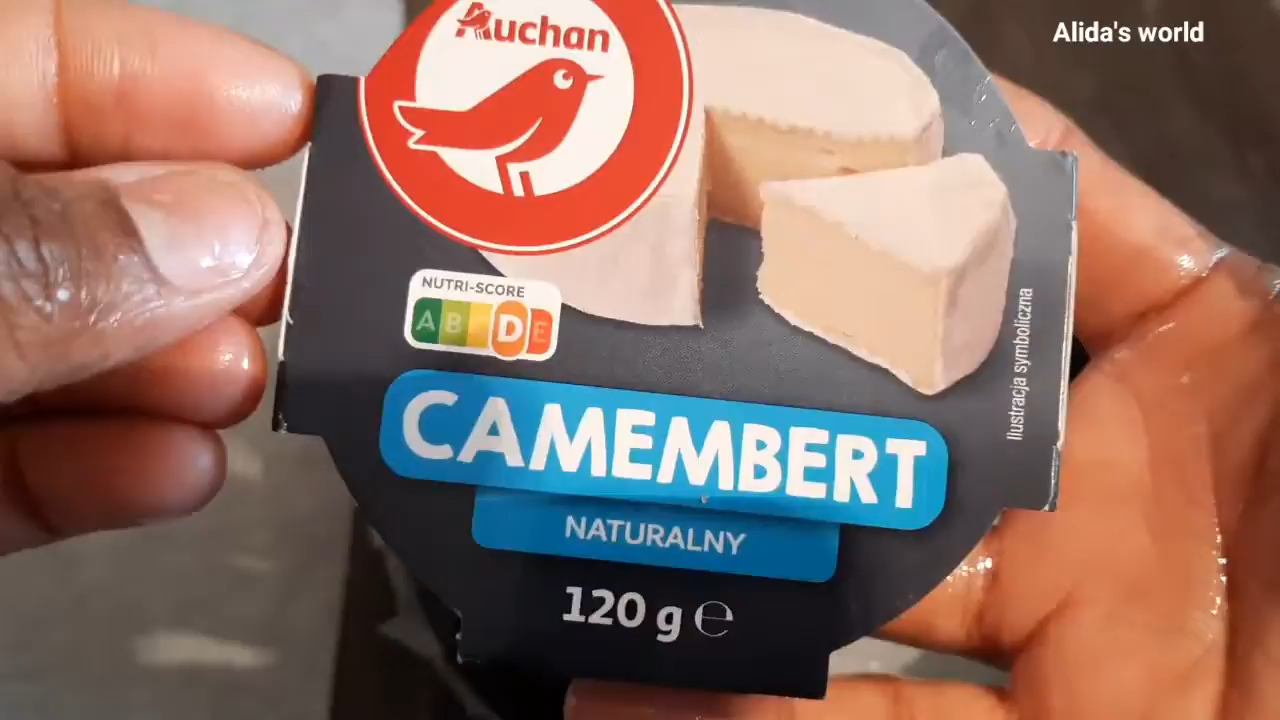 Alida's world
Auchan
NUTRI-SCORE
A B D E
CAMEMBERT
NATURALNY
120 g e
Ilustracja symboliczna